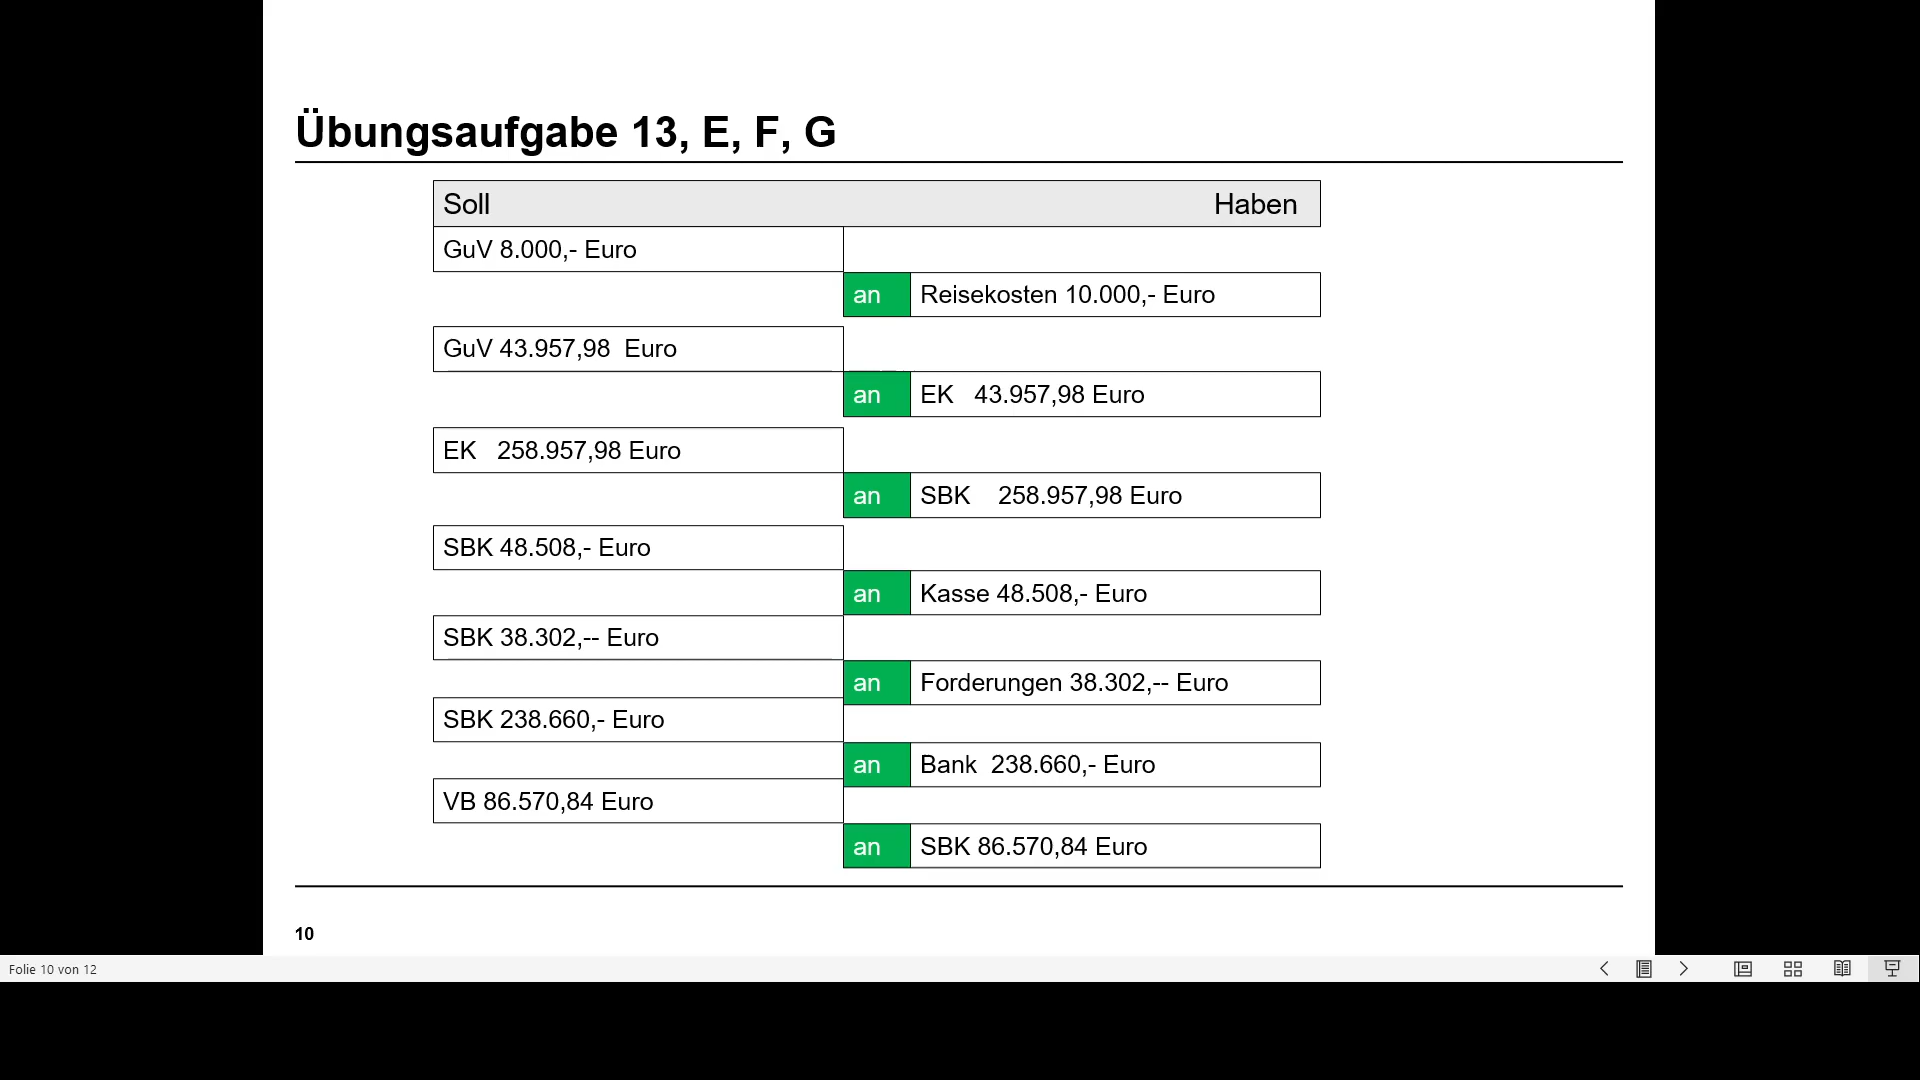 Übungsaufgabe 13, E, F, G
Soll Haben
GuV 8.000,- Euro
an Reisekosten 10.000,- Euro
GuV 43.957,98 Euro
an EK 43.957,98 Euro
EK 258.957,98 Euro
an SBK 258.957,98 Euro
SBK 48.508,- Euro
an Kasse 48.508,- Euro
SBK 38.302,-- Euro
an Forderungen 38.302,-- Euro
SBK 238.660,- Euro
an Bank 238.660,- Euro
VB 86.570,84 Euro
an SBK 86.570,84 Euro
10
Folie 10 von 12